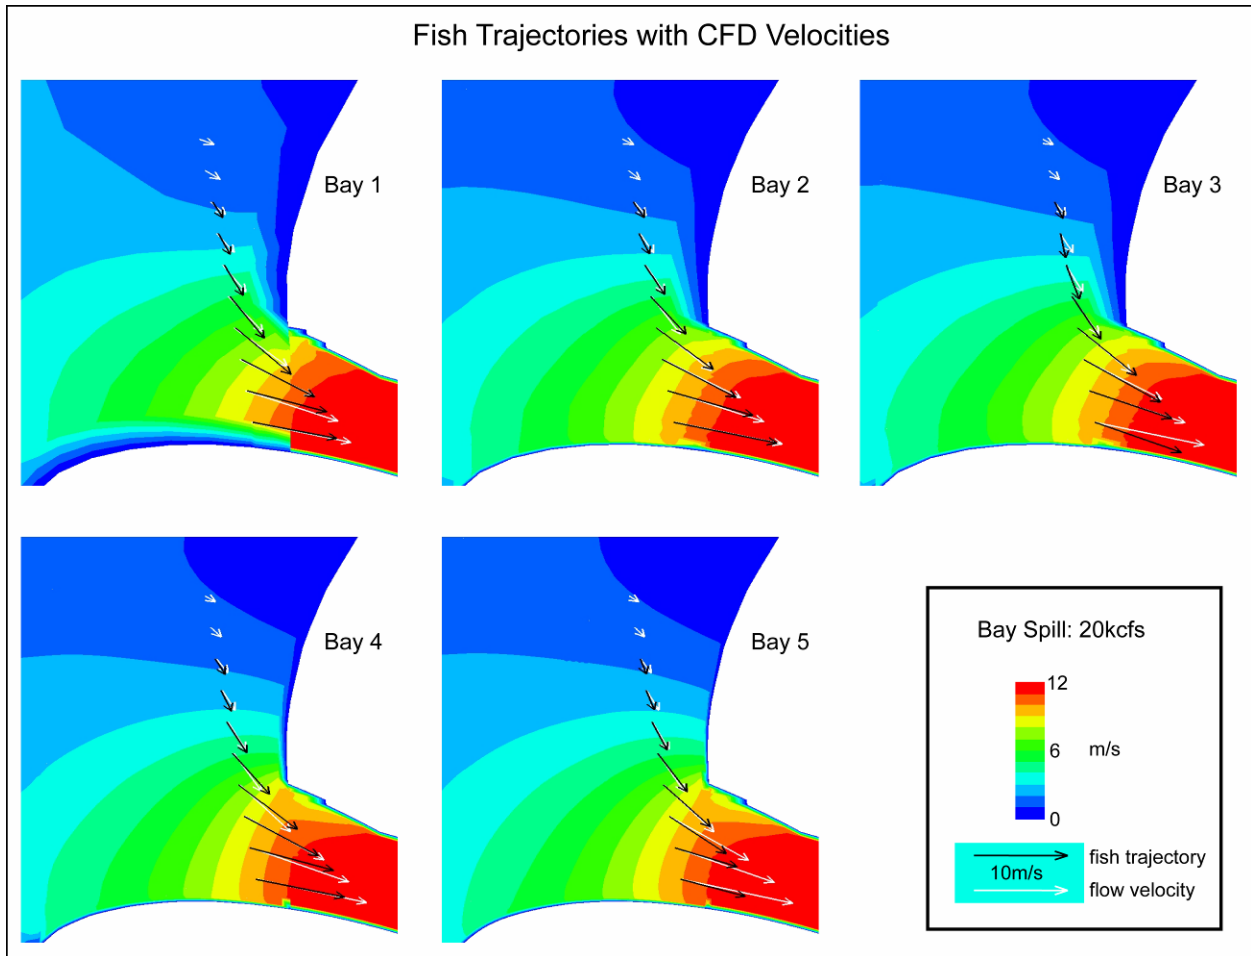 Fish Trajectories with CFD Velocities
Bay 1
Bay 2
Bay 3
Bay 4
Bay 5
Bay Spill: 20kcfs
12
6
m/s
0
fish trajectory
10m/s
flow velocity